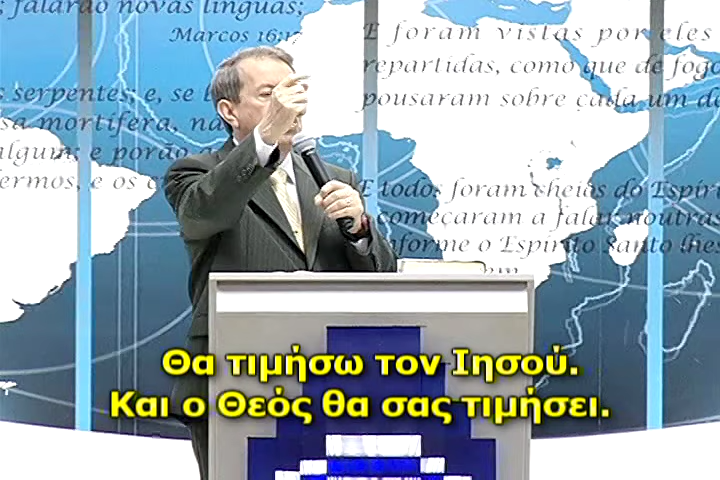 falarão novas línguas;
Marcos 16:17
serpentes; e, se
mortífera,
algum; e porão
e os
E foram vistas por eles
repartidas, como que de fogo
pousaram sobre cada um de
E todos foram cheios do Espíri
começaram a falar noutras
nforme o Espírito Santo lhes
Θα τιμήσω τον Ιησού.
Και ο Θεός θα σας τιμήσει.